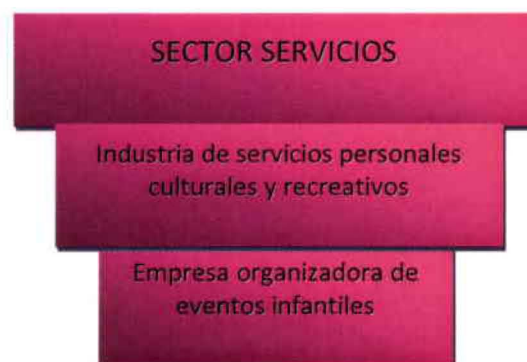 SECTOR SERVICIOS
Industria de servicios personales
culturales y recreativos
Empresa organizadora de
eventos infantiles